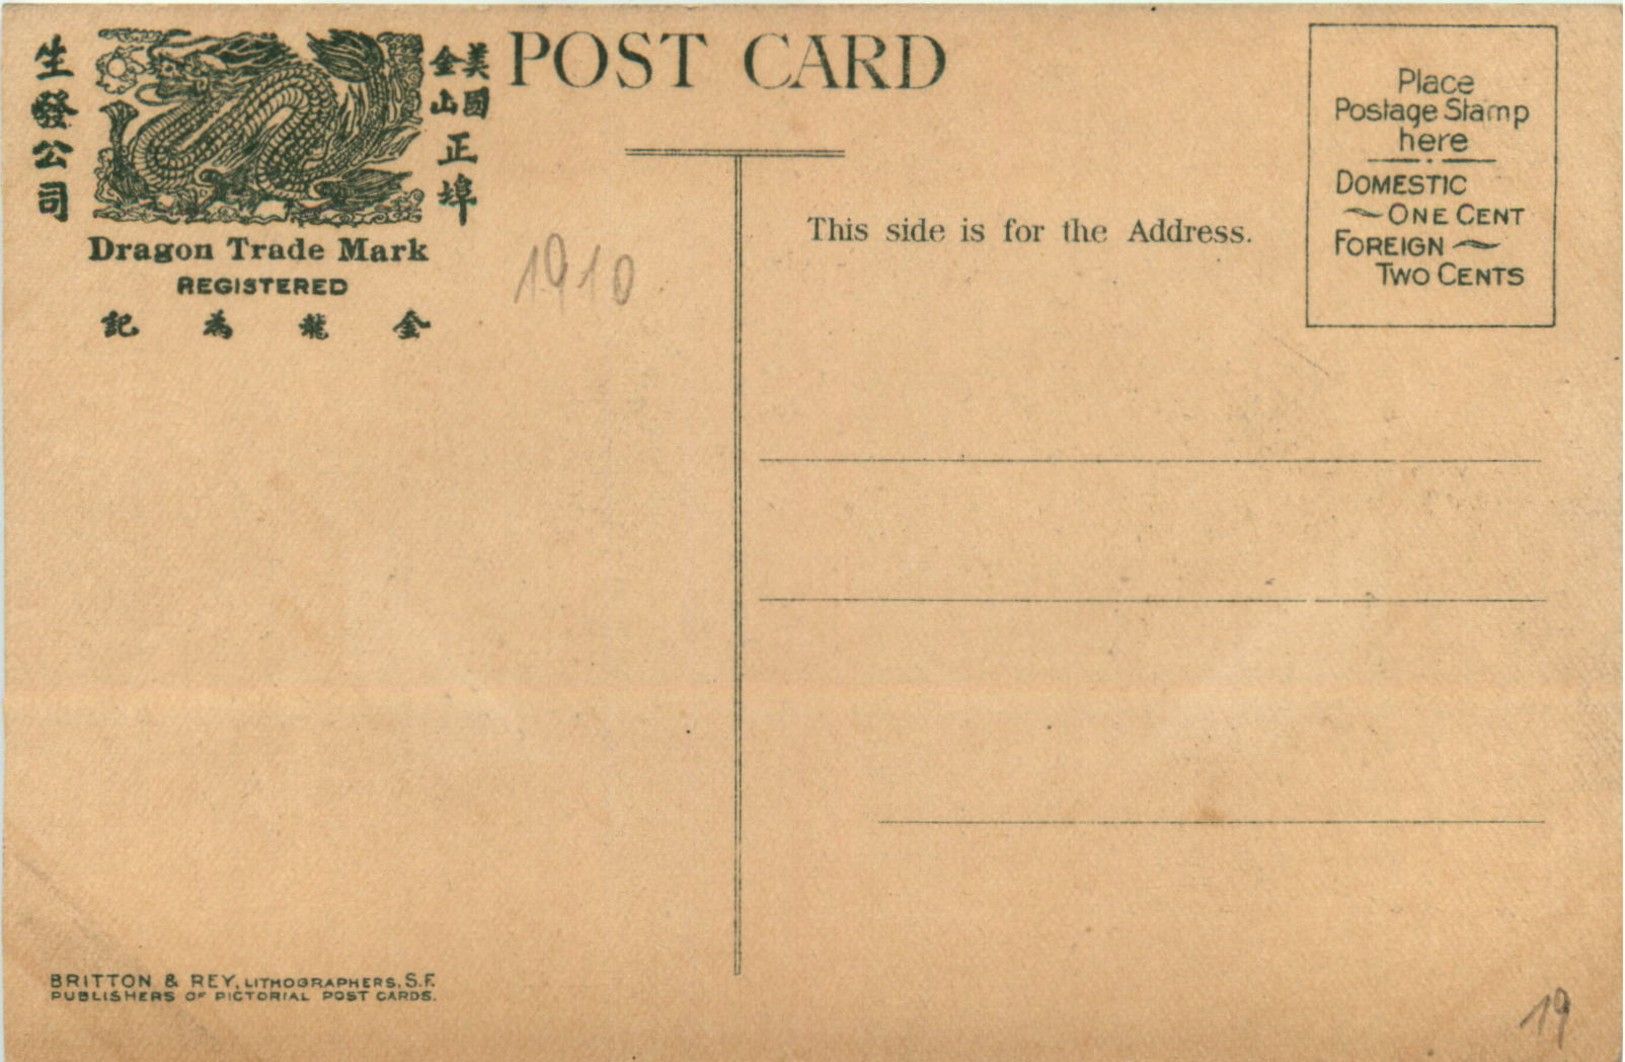 生發公司
美國
金山
正埠
POST CARD
Dragon Trade Mark
REGISTERED
金龍為記
1910
This side is for the Address.
Place
Postage Stamp
here
DOMESTIC
ONE CENT
FOREIGN
TWO CENTS
BRITTON & REY, LITHOGRAPHERS, S.F.
PUBLISHERS OF PICTORIAL POST CARDS.
19